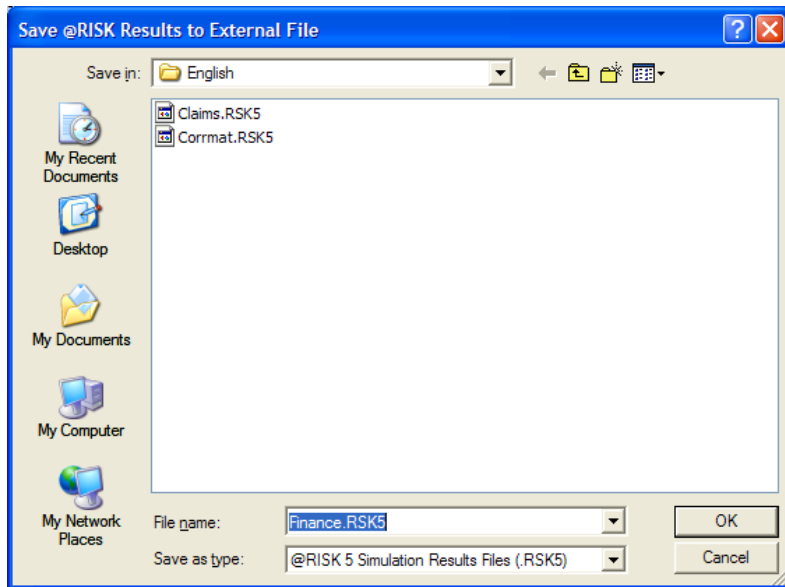 Save @RISK Results to External File
Save in: English
Claims.RSK5
Corrmat.RSK5
My Recent
Documents
Desktop
My Documents
My Computer
My Network
Places
File name: Finance.RSK5 OK
Save as type: @RISK 5 Simulation Results Files (.RSK5) Cancel